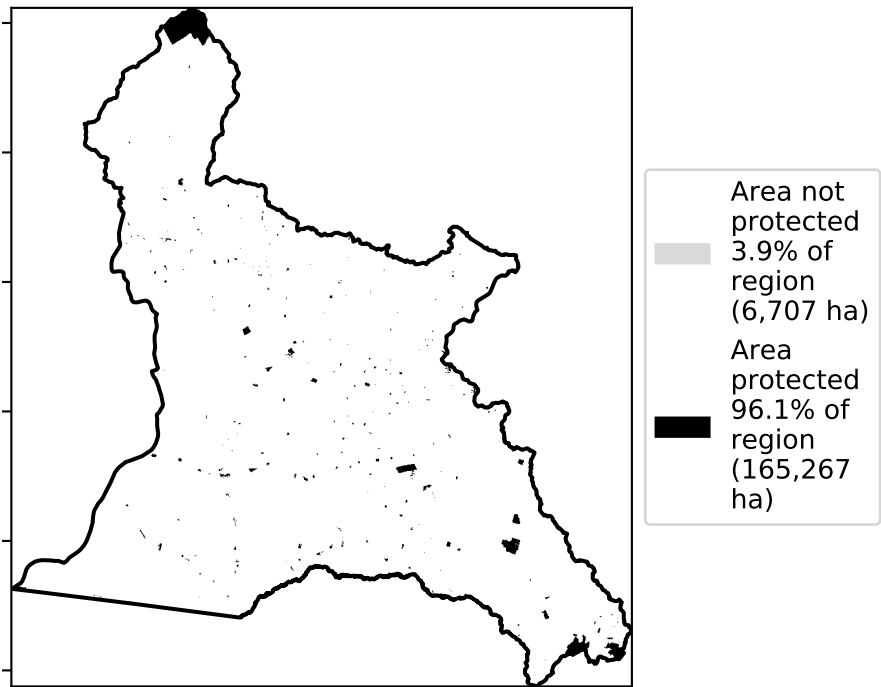 Area not
protected
3.9% of
region
(6,707 ha)
Area
protected
96.1% of
region
(165,267
ha)